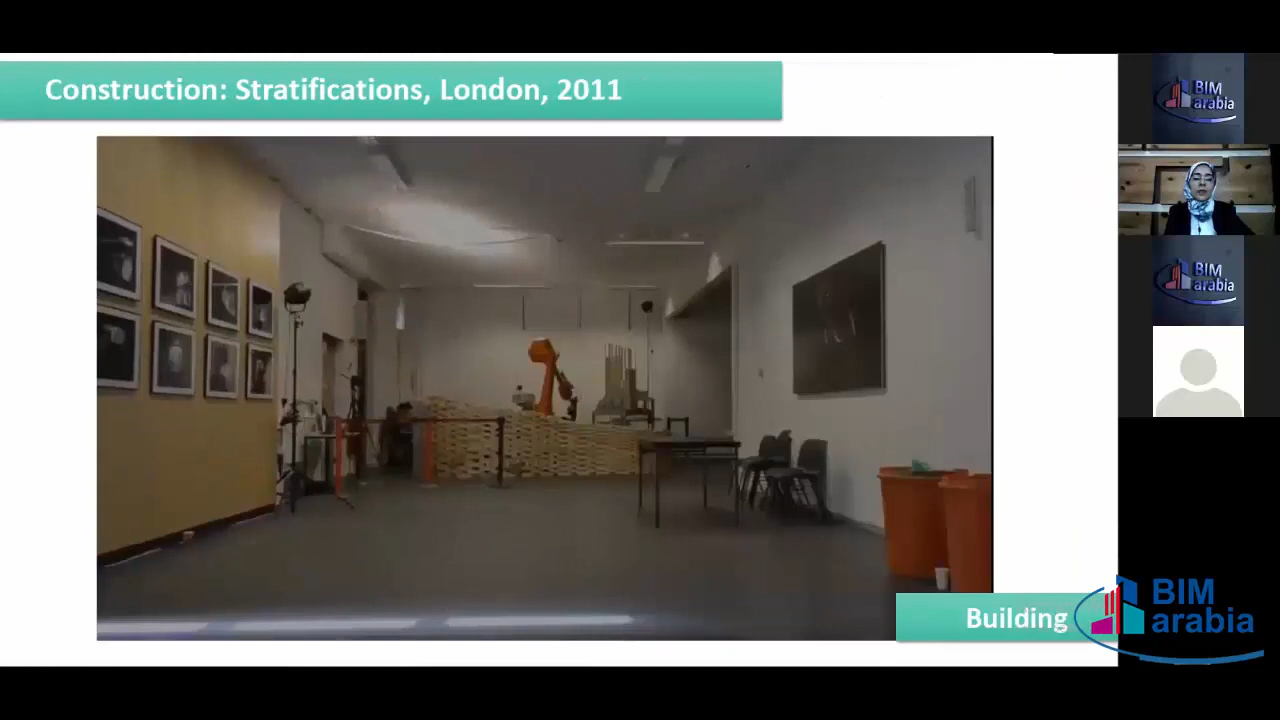 Construction: Stratifications, London, 2011
BIM
arabia
BIM
arabia
Building
BIM
arabia